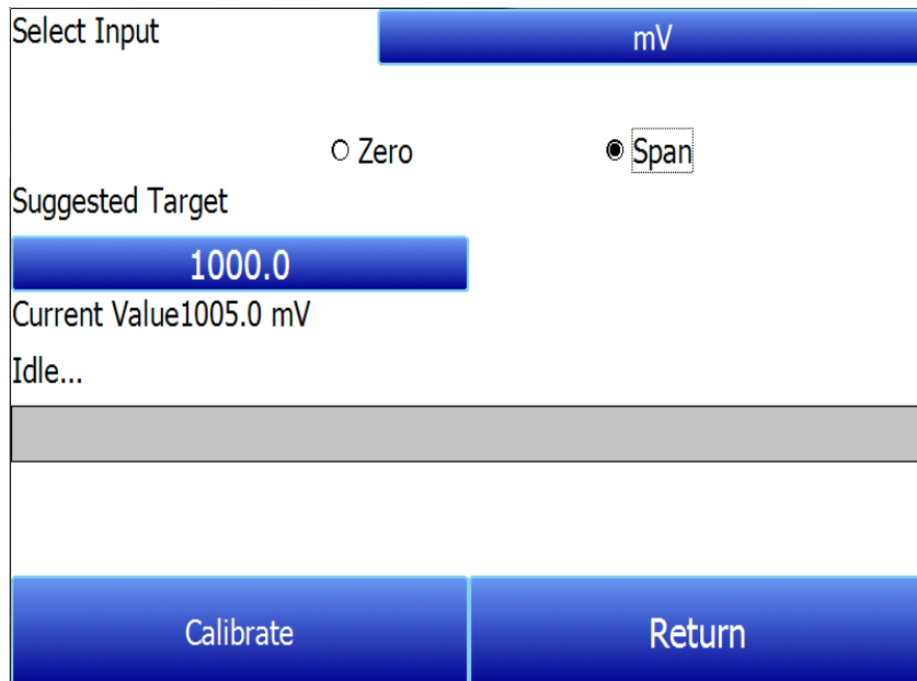 Select Input
mV
Zero
Span
Suggested Target
1000.0
Current Value1005.0 mV
Idle...
Calibrate
Return